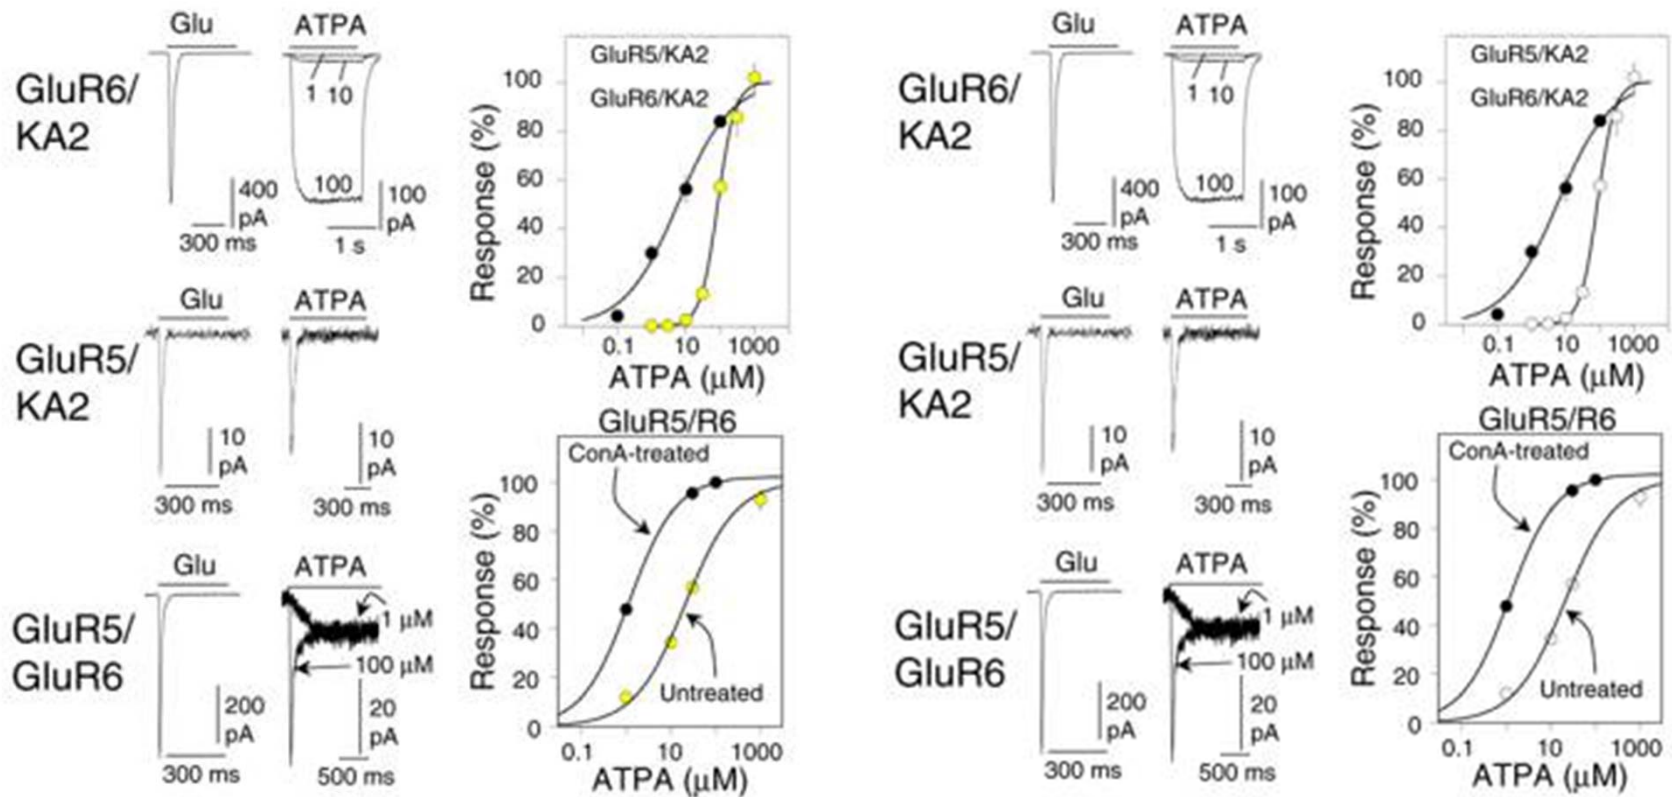 Glu
ATPA
GluR6/
KA2
1 10
100
400
pA
100
pA
300 ms
1 s
Glu
ATPA
GluR5/
KA2
10
pA
10
pA
300 ms
300 ms
Glu
ATPA
GluR5/
GluR6
1 μM
100 μM
200
pA
20
pA
300 ms
500 ms
GluR5/KA2
GluR6/KA2
Response (%)
100
80
60
40
20
0
0.1
10
1000
ATPA (μM)
GluR5/R6
ConA-treated
Response (%)
100
80
60
40
20
0
Untreated
0.1
10
1000
ATPA (μM)
Glu
ATPA
GluR6/
KA2
1 10
100
400
pA
100
pA
300 ms
1 s
Glu
ATPA
GluR5/
KA2
10
pA
10
pA
300 ms
300 ms
Glu
ATPA
GluR5/
GluR6
1 μM
100 μM
200
pA
20
pA
300 ms
500 ms
GluR5/KA2
GluR6/KA2
Response (%)
100
80
60
40
20
0
0.1
10
1000
ATPA (μM)
GluR5/R6
ConA-treated
Response (%)
100
80
60
40
20
0
Untreated
0.1
10
1000
ATPA (μM)